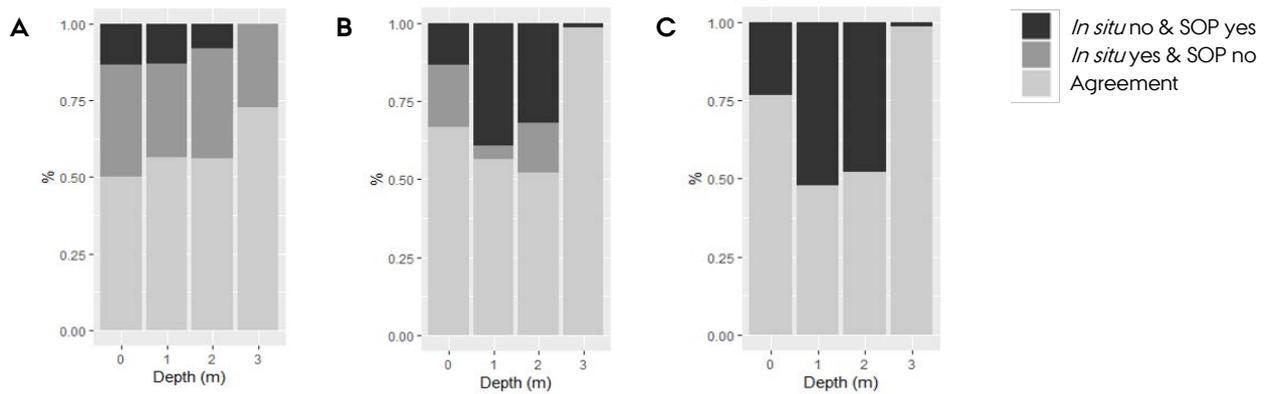 A
1.00
0.75
0.50
0.25
0.00
%
0 1 2 3
Depth (m)
B
1.00
0.75
0.50
0.25
0.00
%
0 1 2 3
Depth (m)
C
1.00
0.75
0.50
0.25
0.00
%
0 1 2 3
Depth (m)
In situ no & SOP yes
In situ yes & SOP no
Agreement